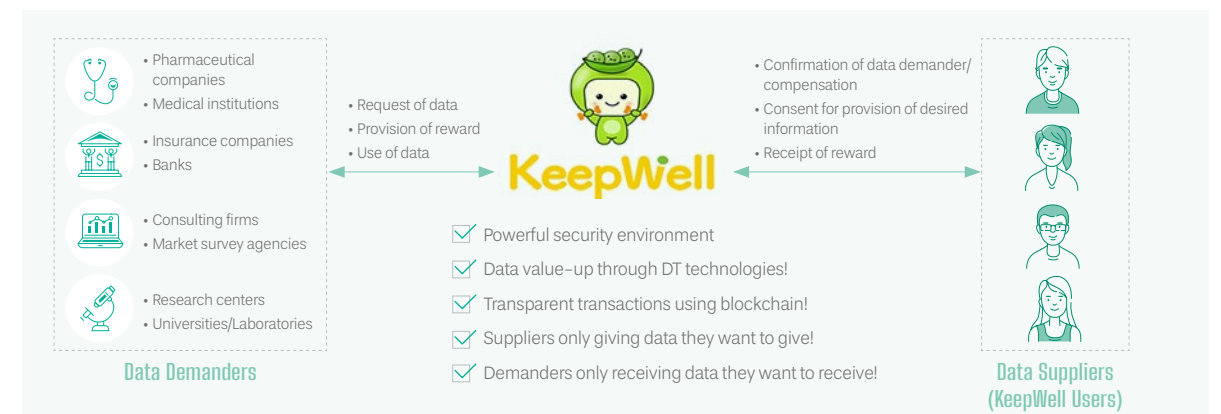 • Pharmaceutical
companies
• Medical institutions
• Insurance companies
• Banks
• Consulting firms
• Market survey agencies
• Research centers
• Universities/Laboratories
Data Demanders
• Request of data
• Provision of reward
• Use of data
KeepWell
Powerful security environment
Data value-up through DT technologies!
Transparent transactions using blockchain!
Suppliers only giving data they want to give!
Demanders only receiving data they want to receive!
• Confirmation of data demander/
compensation
• Consent for provision of desired
information
• Receipt of reward
Data Suppliers
(KeepWell Users)